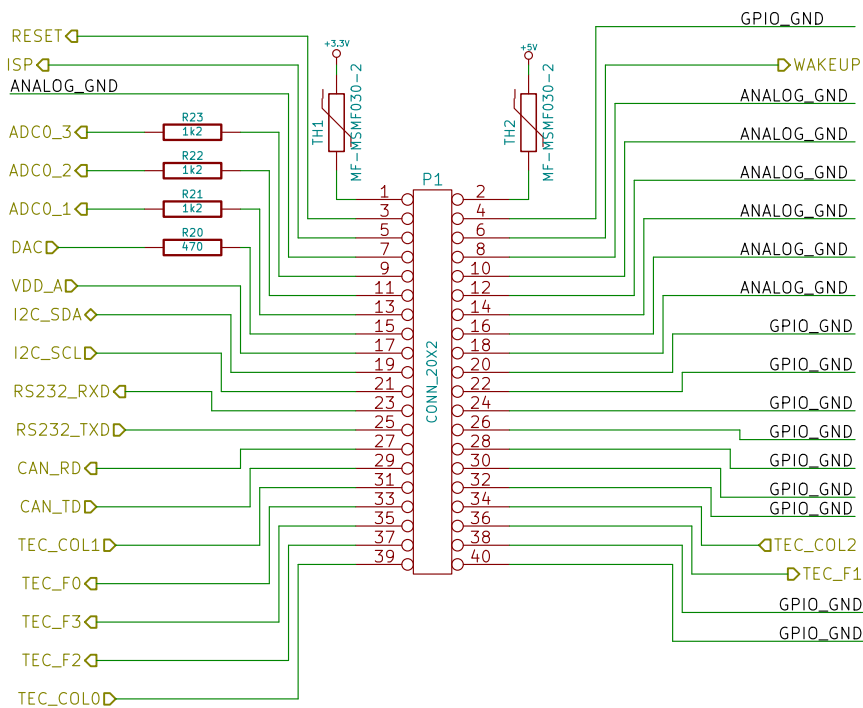 GPIO_GND
RESET
+3.3V
+5V
ISP
WAKEUP
ANALOG_GND
ANALOG_GND
TH1
MF-MSMF030-2
TH2
MF-MSMF030-2
R23
1k2
ADC0_3
ANALOG_GND
R22
1k2
ADC0_2
ANALOG_GND
R21
1k2
ADC0_1
ANALOG_GND
R20
470
DAC
ANALOG_GND
VDD_A
ANALOG_GND
I2C_SDA
GPIO_GND
I2C_SCL
GPIO_GND
RS232_RXD
GPIO_GND
RS232_TXD
GPIO_GND
CAN_RD
GPIO_GND
GPIO_GND
CAN_TD
GPIO_GND
TEC_COL1
TEC_COL2
TEC_F0
TEC_F1
GPIO_GND
TEC_F3
GPIO_GND
TEC_F2
TEC_COL0
P1
CONN_20X2
1 2
3 4
5 6
7 8
9 10
11 12
13 14
15 16
17 18
19 20
21 22
23 24
25 26
27 28
29 30
31 32
33 34
35 36
37 38
39 40